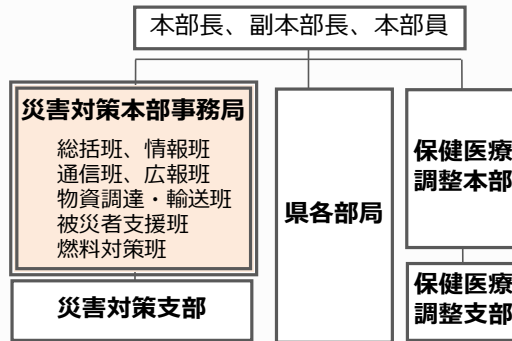 本部長、副本部長、本部員
災害対策本部事務局
総括班、情報班
通信班、広報班
物資調達・輸送班
被災者支援班
燃料対策班
災害対策支部
県各部局
保健医療
調整本部
保健医療
調整支部